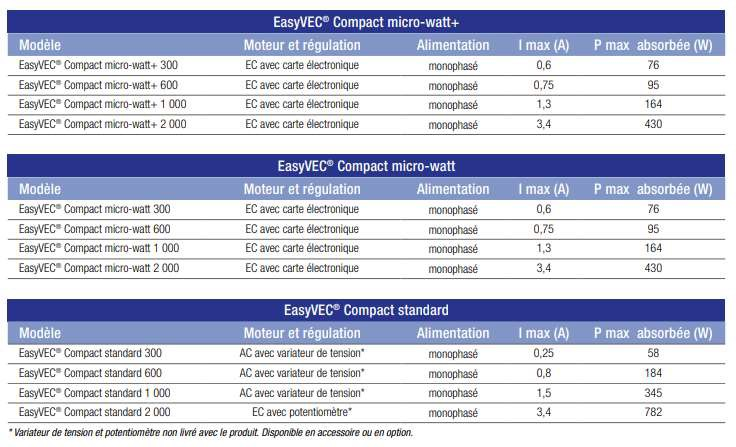 EasyVEC® Compact micro-watt+
Modèle Moteur et régulation Alimentation I max (A) P max absorbée (W)
EasyVEC® Compact micro-watt+ 300 EC avec carte électronique monophasé 0,6 76
EasyVEC® Compact micro-watt+ 600 EC avec carte électronique monophasé 0,75 95
EasyVEC® Compact micro-watt+ 1 000 EC avec carte électronique monophasé 1,3 164
EasyVEC® Compact micro-watt+ 2 000 EC avec carte électronique monophasé 3,4 430
EasyVEC® Compact micro-watt
Modèle Moteur et régulation Alimentation I max (A) P max absorbée (W)
EasyVEC® Compact micro-watt 300 EC avec carte électronique monophasé 0,6 76
EasyVEC® Compact micro-watt 600 EC avec carte électronique monophasé 0,75 95
EasyVEC® Compact micro-watt 1 000 EC avec carte électronique monophasé 1,3 164
EasyVEC® Compact micro-watt 2 000 EC avec carte électronique monophasé 3,4 430
EasyVEC® Compact standard
Modèle Moteur et régulation Alimentation I max (A) P max absorbée (W)
EasyVEC® Compact standard 300 AC avec variateur de tension* monophasé 0,25 58
EasyVEC® Compact standard 600 AC avec variateur de tension* monophasé 0,8 184
EasyVEC® Compact standard 1 000 AC avec variateur de tension* monophasé 1,5 345
EasyVEC® Compact standard 2 000 EC avec potentiomètre* monophasé 3,4 782
* Variateur de tension et potentiomètre non livré avec le produit. Disponible en accessoire ou en option.